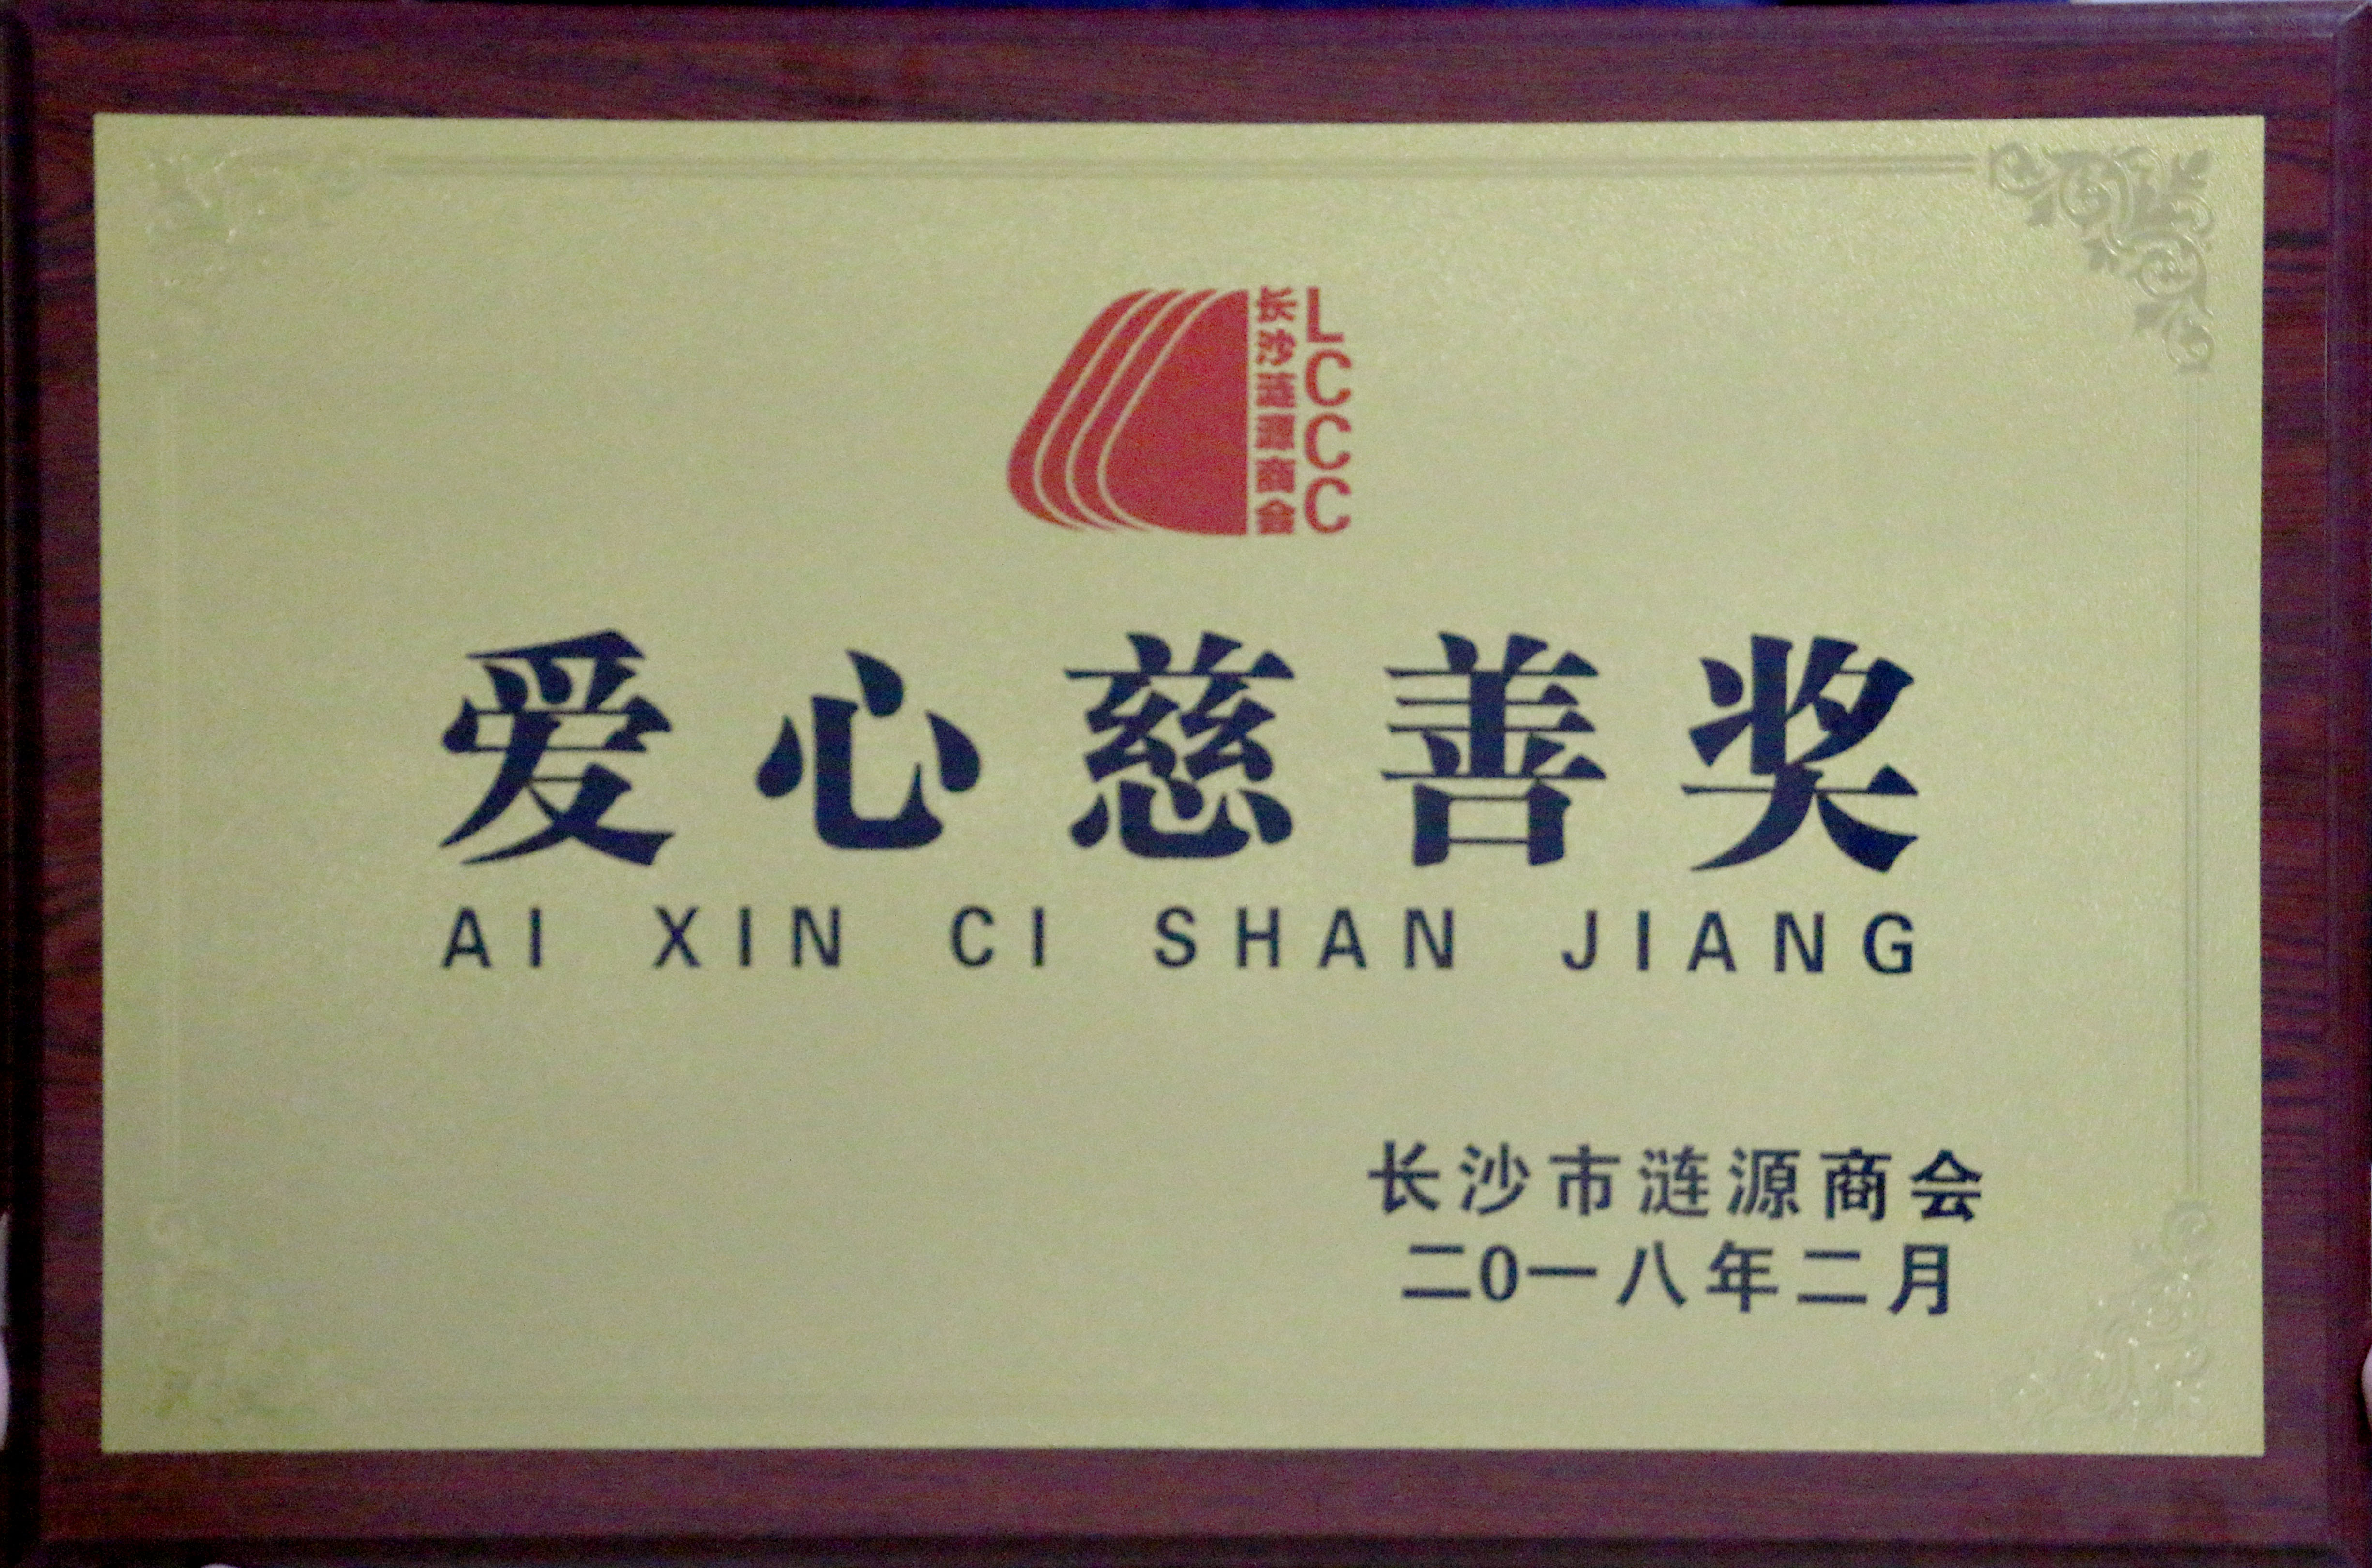 长沙涟源商会
LCCC
爱心慈善奖
AI XIN CI SHAN JIANG
长沙市涟源商会
二0一八年二月